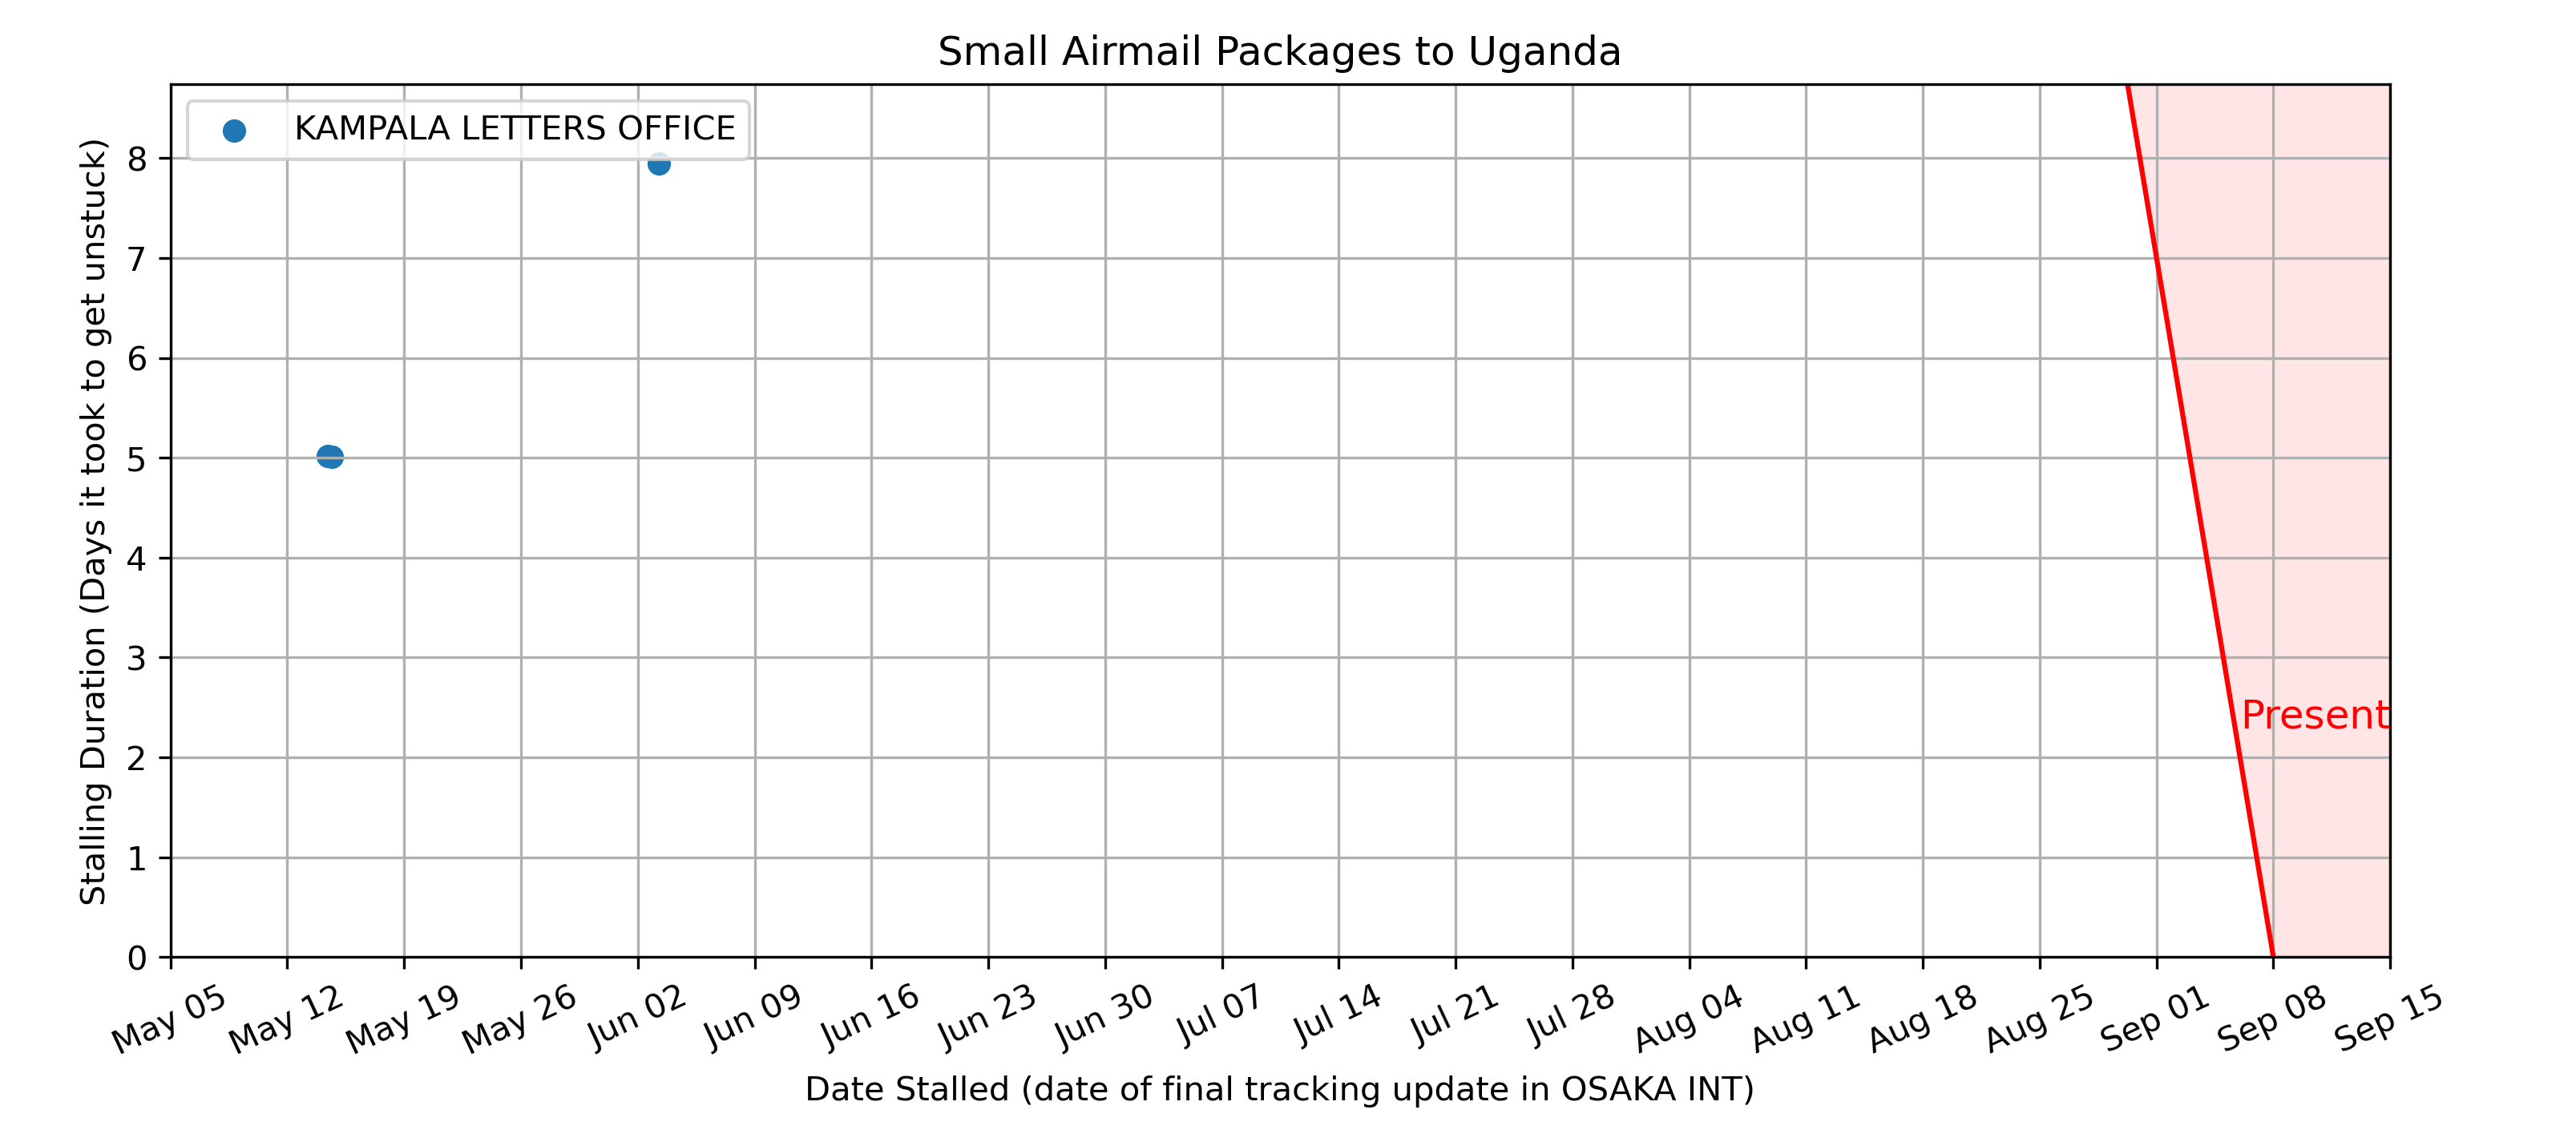 Small Airmail Packages to Uganda
KAMPALA LETTERS OFFICE
Stalling Duration (Days it took to get unstuck)
8
7
6
5
4
3
2
1
0
Present
May 05 May 12 May 19 May 26 Jun 02 Jun 09 Jun 16 Jun 23 Jun 30 Jul 07 Jul 14 Jul 21 Jul 28 Aug 04 Aug 11 Aug 18 Aug 25 Sep 01 Sep 08 Sep 15
Date Stalled (date of final tracking update in OSAKA INT)